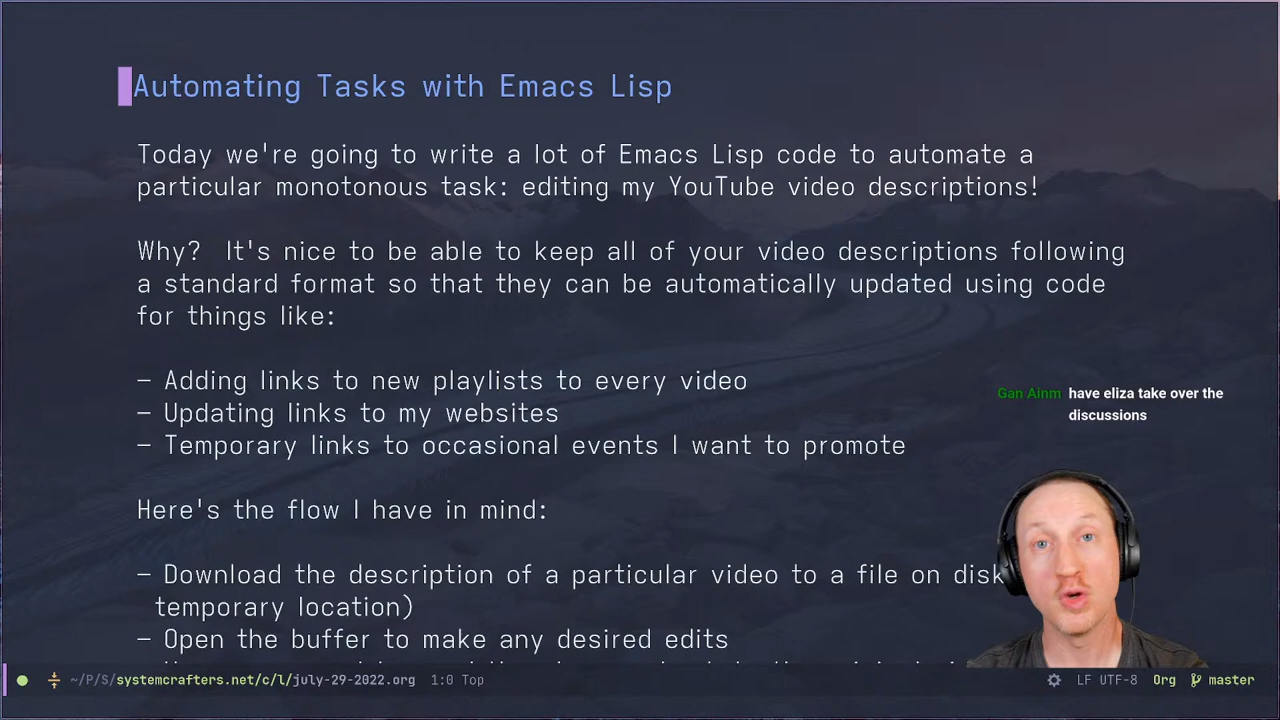 Automating Tasks with Emacs Lisp
Today we're going to write a lot of Emacs Lisp code to automate a
particular monotonous task: editing my YouTube video descriptions!
Why?  It's nice to be able to keep all of your video descriptions following
a standard format so that they can be automatically updated using code
for things like:
– Adding links to new playlists to every video
– Updating links to my websites
– Temporary links to occasional events I want to promote
Gan Ainm have eliza take over the
discussions
Here's the flow I have in mind:
– Download the description of a particular video to a file on disk
temporary location)
– Open the buffer to make any desired edits
~/P/S/systemcrafters.net/c/l/july-29-2022.org 1:0 Top LF UTF-8 Org master